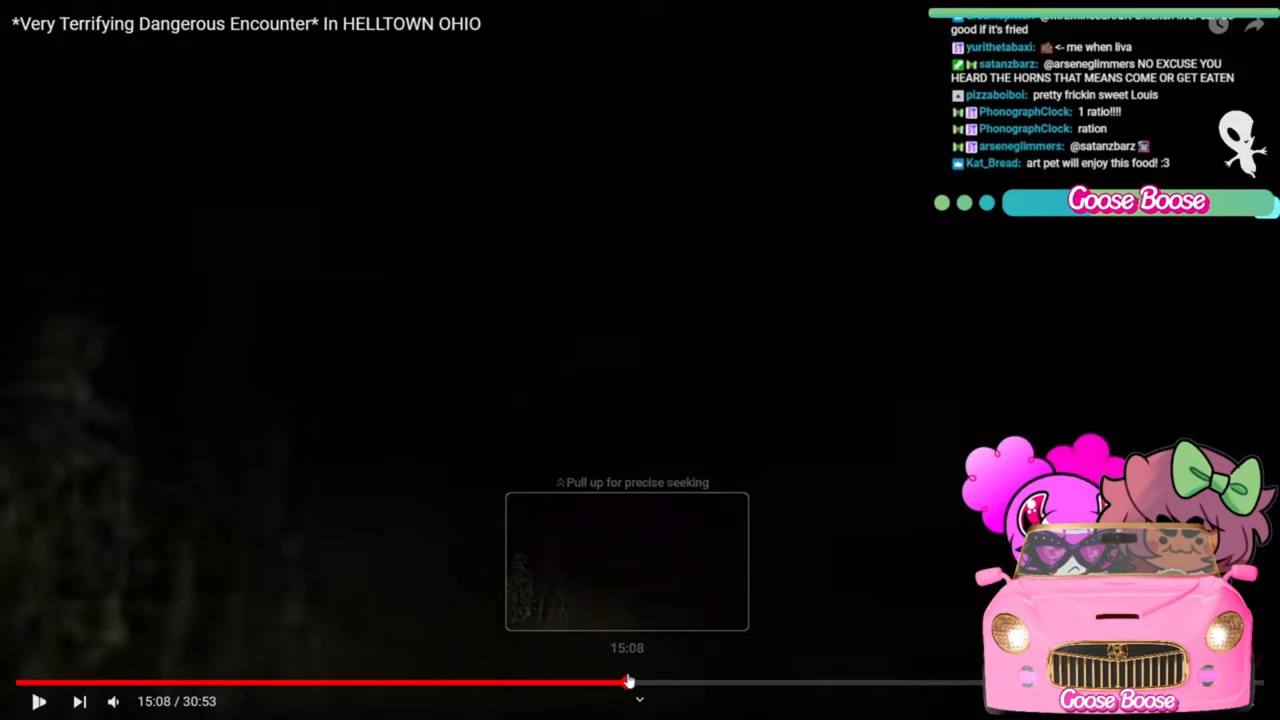 *Very Terrifying Dangerous Encounter* In HELLTOWN OHIO
good if it's fried
yurithetabaxi: <- me when liva
satanzbarz: @arseneglimmers NO EXCUSE YOU
HEARD THE HORNS THAT MEANS COME OR GET EATEN
pizzaboiboi: pretty frickin sweet Louis
PhonographClock: 1 ratio!!!!
PhonographClock: ration
arseneglimmers: @satanzbarz
Kat_Bread: art pet will enjoy this food! :3
Goose Boose
Pull up for precise seeking
15:08
15:08 / 30:53
Goose Boose